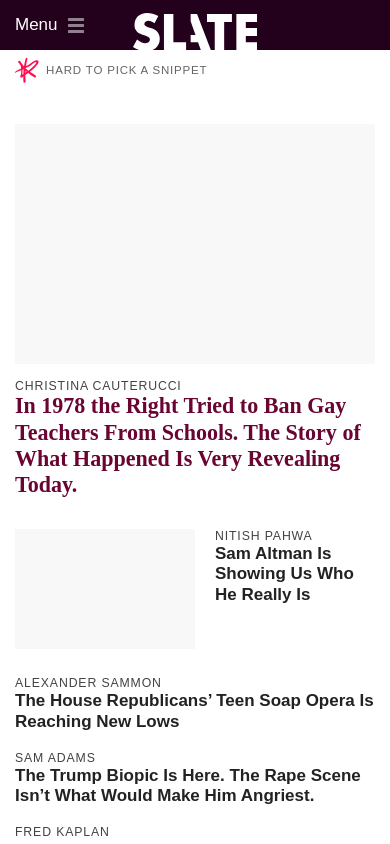 Menu
SLATE
HARD TO PICK A SNIPPET
CHRISTINA CAUTERUCCI
In 1978 the Right Tried to Ban Gay
Teachers From Schools. The Story of
What Happened Is Very Revealing
Today.
NITISH PAHWA
Sam Altman Is
Showing Us Who
He Really Is
ALEXANDER SAMMON
The House Republicans’ Teen Soap Opera Is
Reaching New Lows
SAM ADAMS
The Trump Biopic Is Here. The Rape Scene
Isn’t What Would Make Him Angriest.
FRED KAPLAN